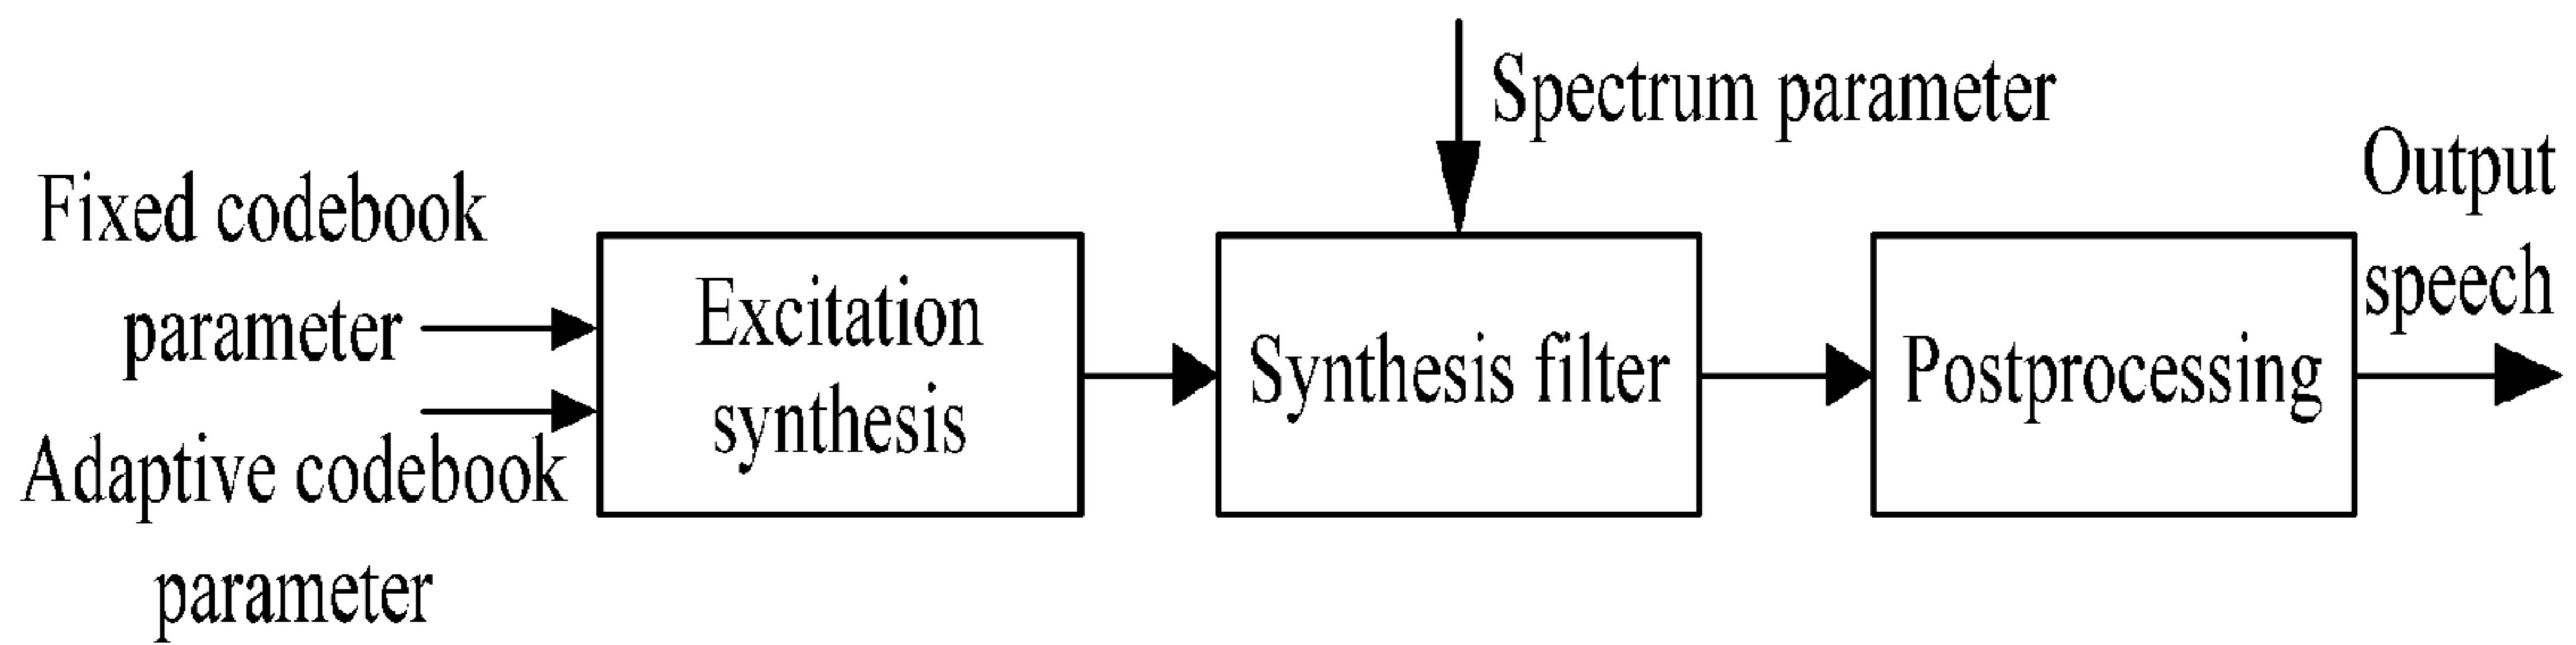 Spectrum parameter
Output
speech
Fixed codebook
parameter
Adaptive codebook
parameter
Excitation
synthesis
Synthesis filter
Postprocessing